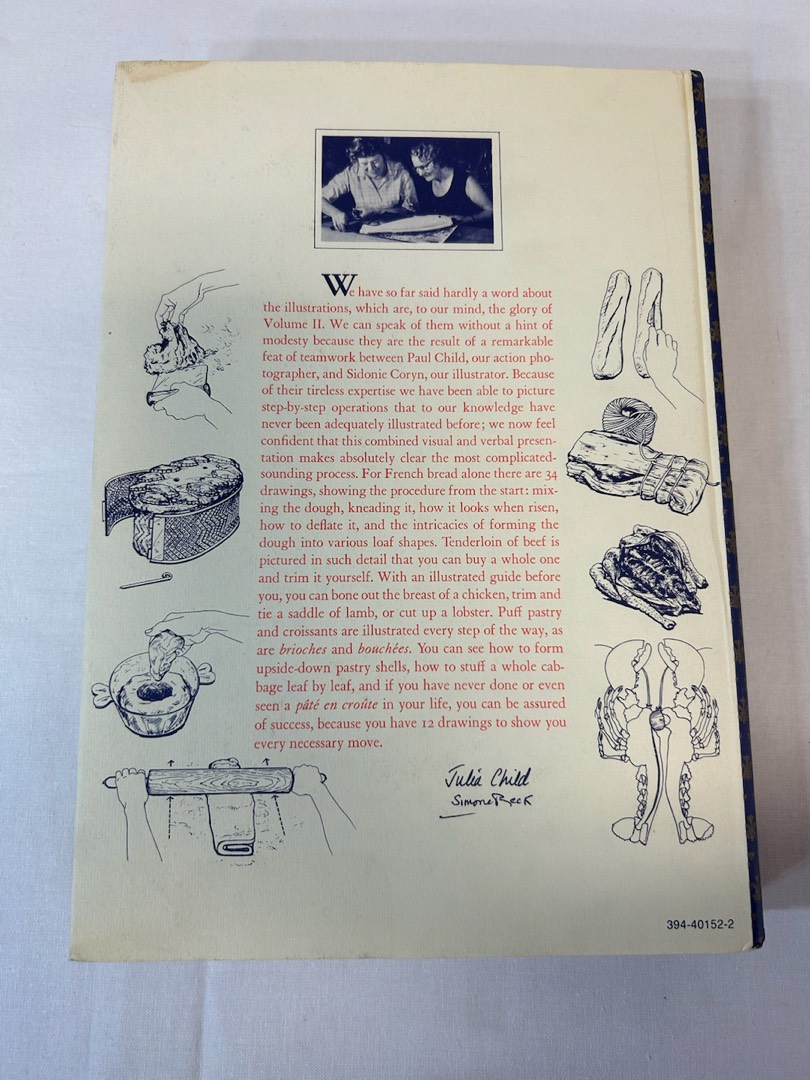 We have so far said hardly a word about
the illustrations, which are, to our mind, the glory of
Volume II. We can speak of them without a hint of
modesty because they are the result of a remarkable
feat of teamwork between Paul Child, our action pho-
tographer, and Sidonie Coryn, our illustrator. Because
of their tireless expertise we have been able to picture
step-by-step operations that to our knowledge have
never been adequately illustrated before; we now feel
confident that this combined visual and verbal presen-
tation makes absolutely clear the most complicated-
sounding process. For French bread alone there are 34
drawings, showing the procedure from the start: mix-
ing the dough, kneading it, how it looks when risen,
how to deflate it, and the intricacies of forming the
dough into various loaf shapes. Tenderloin of beef is
pictured in such detail that you can buy a whole one
and trim it yourself. With an illustrated guide before
you, you can bone out the breast of a chicken, trim and
tie a saddle of lamb, or cut up a lobster. Puff pastry
and croissants are illustrated every step of the way, as
are brioches and bouchées. You can see how to form
upside-down pastry shells, how to stuff a whole cab-
bage leaf by leaf, and if you have never done or even
seen a pâté en croûte in your life, you can be assured
of success, because you have 12 drawings to show you
every necessary move.
Julia Child
Simone Beck
394-40152-2